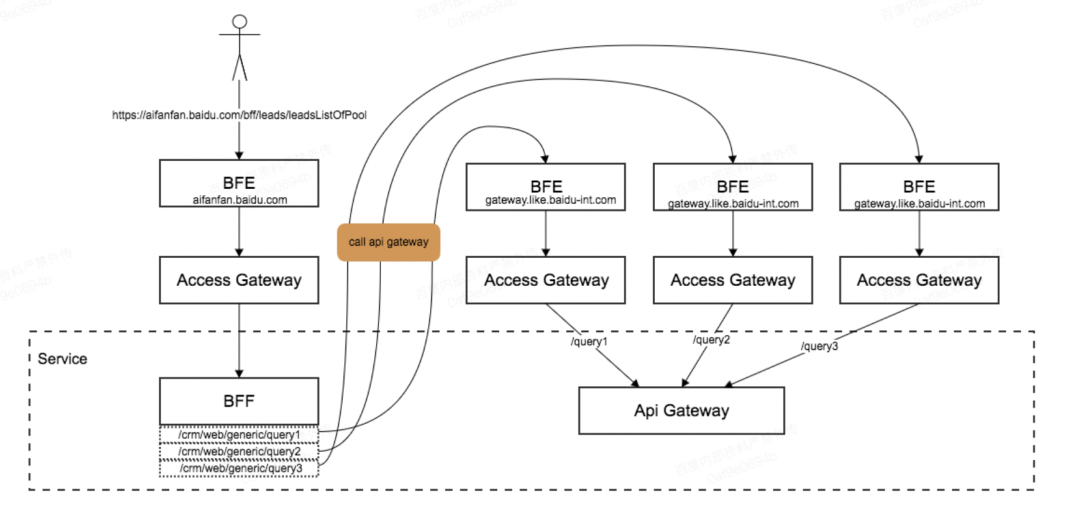 https://aifanfan.baidu.com/bff/leads/leadsListOfPool
BFE
aifanfan.baidu.com
BFE
gateway.like.baidu-int.com
BFE
gateway.like.baidu-int.com
BFE
gateway.like.baidu-int.com
call api gateway
Access Gateway
Access Gateway
Access Gateway
Access Gateway
/query1
/query2
/query3
Service
BFF
/crm/web/generic/query1
/crm/web/generic/query2
/crm/web/generic/query3
Api Gateway